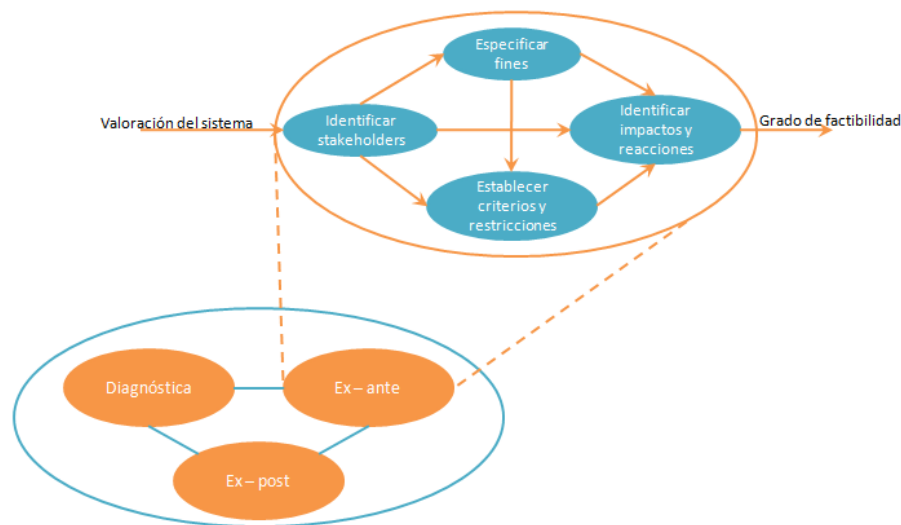 Especificar
fines
Valoración del sistema
Identificar
stakeholders
Identificar
impactos y
reacciones
Grado de factibilidad
Establecer
criterios y
restricciones
Diagnóstica
Ex – ante
Ex – post